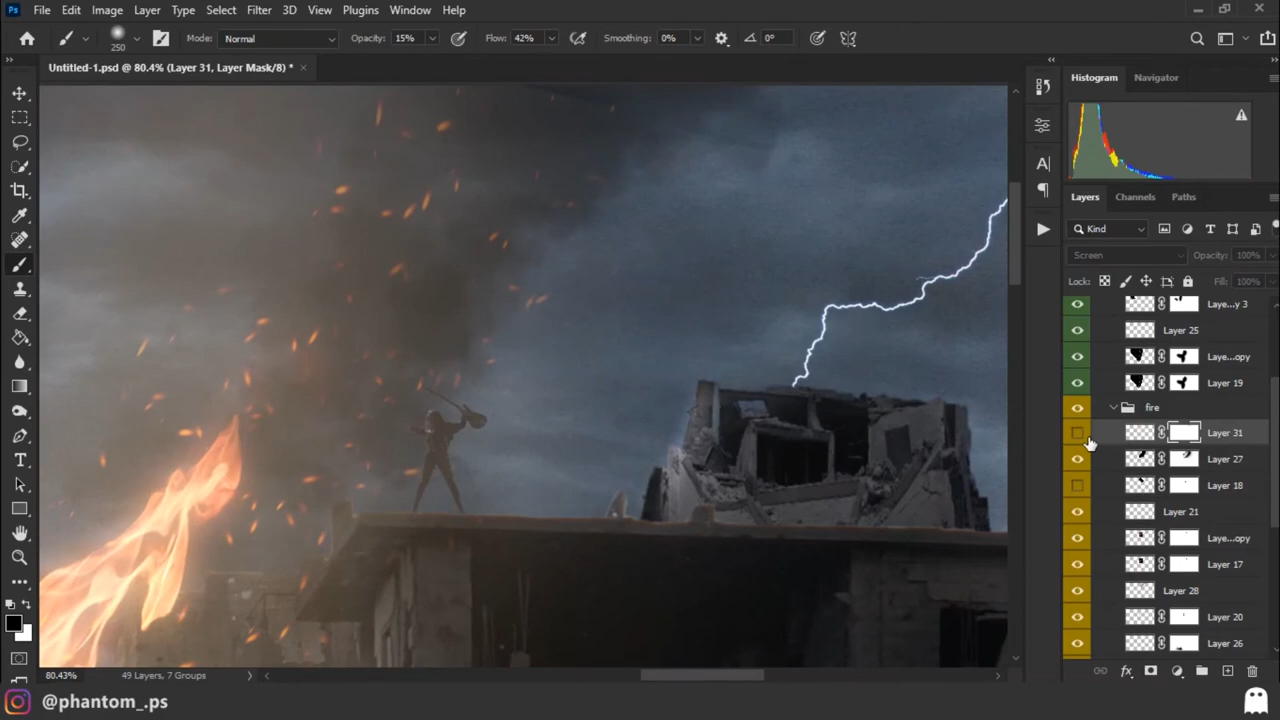 Ps File Edit Image Layer Type Select Filter 3D View Plugins Window Help
250 Mode: Normal Opacity: 15% Flow: 42% Smoothing: 0% 0°
Untitled-1.psd @ 80.4% (Layer 31, Layer Mask/8) * ×
Histogram Navigator
Layers Channels Paths
Kind
Screen Opacity: 100%
Lock: Fill: 100%
Laye...y 3
Layer 25
Laye...opy
Layer 19
fire
Layer 31
Layer 27
Layer 18
Layer 21
Laye...opy
Layer 17
Layer 28
Layer 20
Layer 26
80.43% 49 Layers, 7 Groups
@phantom_.ps